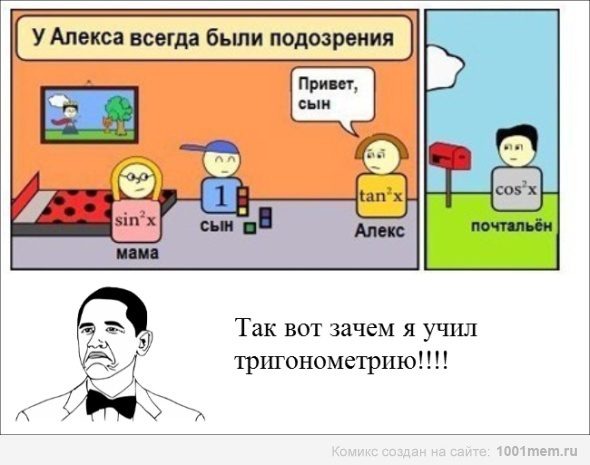 У Алекса всегда были подозрения
Привет,
сын
sin²x
1
tan²x
cos²x
мама
сын
Алекс
почтальён
Так вот зачем я учил
тригонометрию!!!!
Комикс создан на сайте: 1001mem.ru